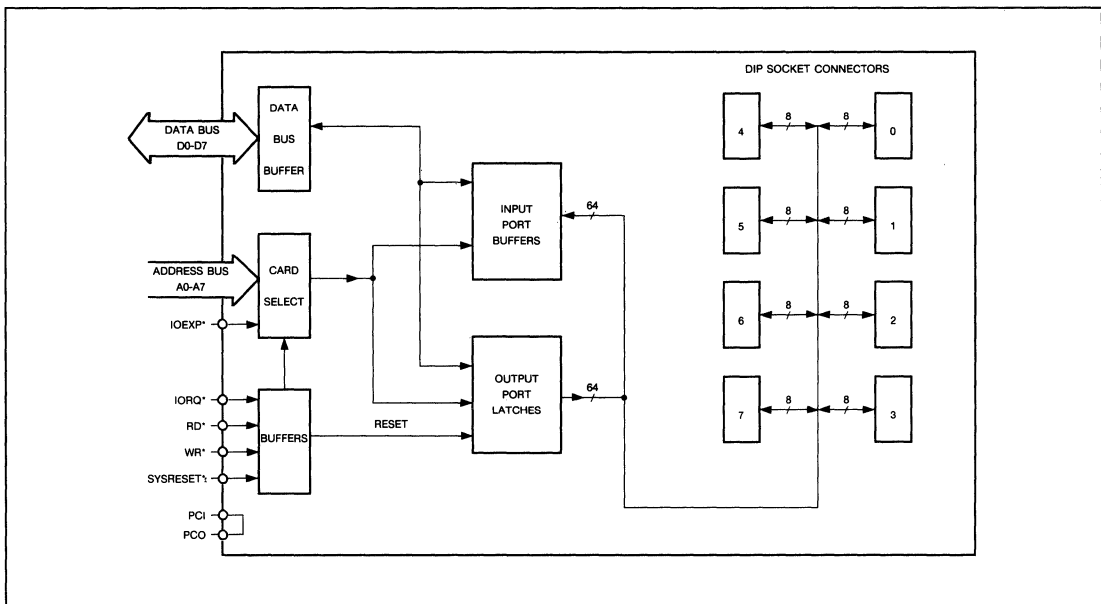 DIP SOCKET CONNECTORS
DATA BUS
D0-D7
DATA
BUS
BUFFER
4
8
8
0
INPUT
PORT
BUFFERS
64
5
8
8
1
ADDRESS BUS
A0-A7
CARD
SELECT
IOEXP*
6
8
8
2
OUTPUT
PORT
LATCHES
64
7
8
8
3
IORQ*
RD*
WR*
SYSRESET*
BUFFERS
RESET
PCI
PCO